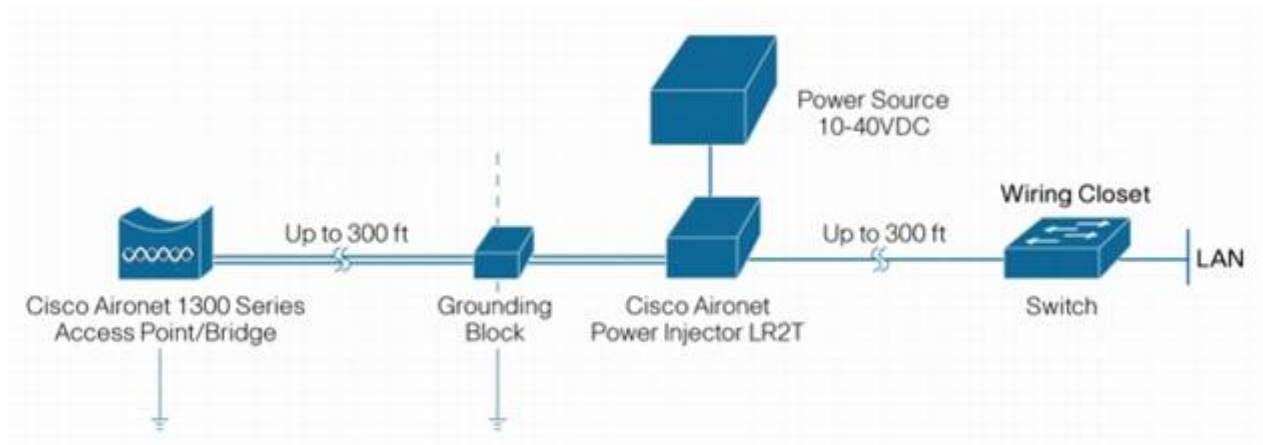 Power Source
10-40VDC
Wiring Closet
Up to 300 ft
Up to 300 ft
LAN
Cisco Aironet 1300 Series
Access Point/Bridge
Grounding
Block
Cisco Aironet
Power Injector LR2T
Switch